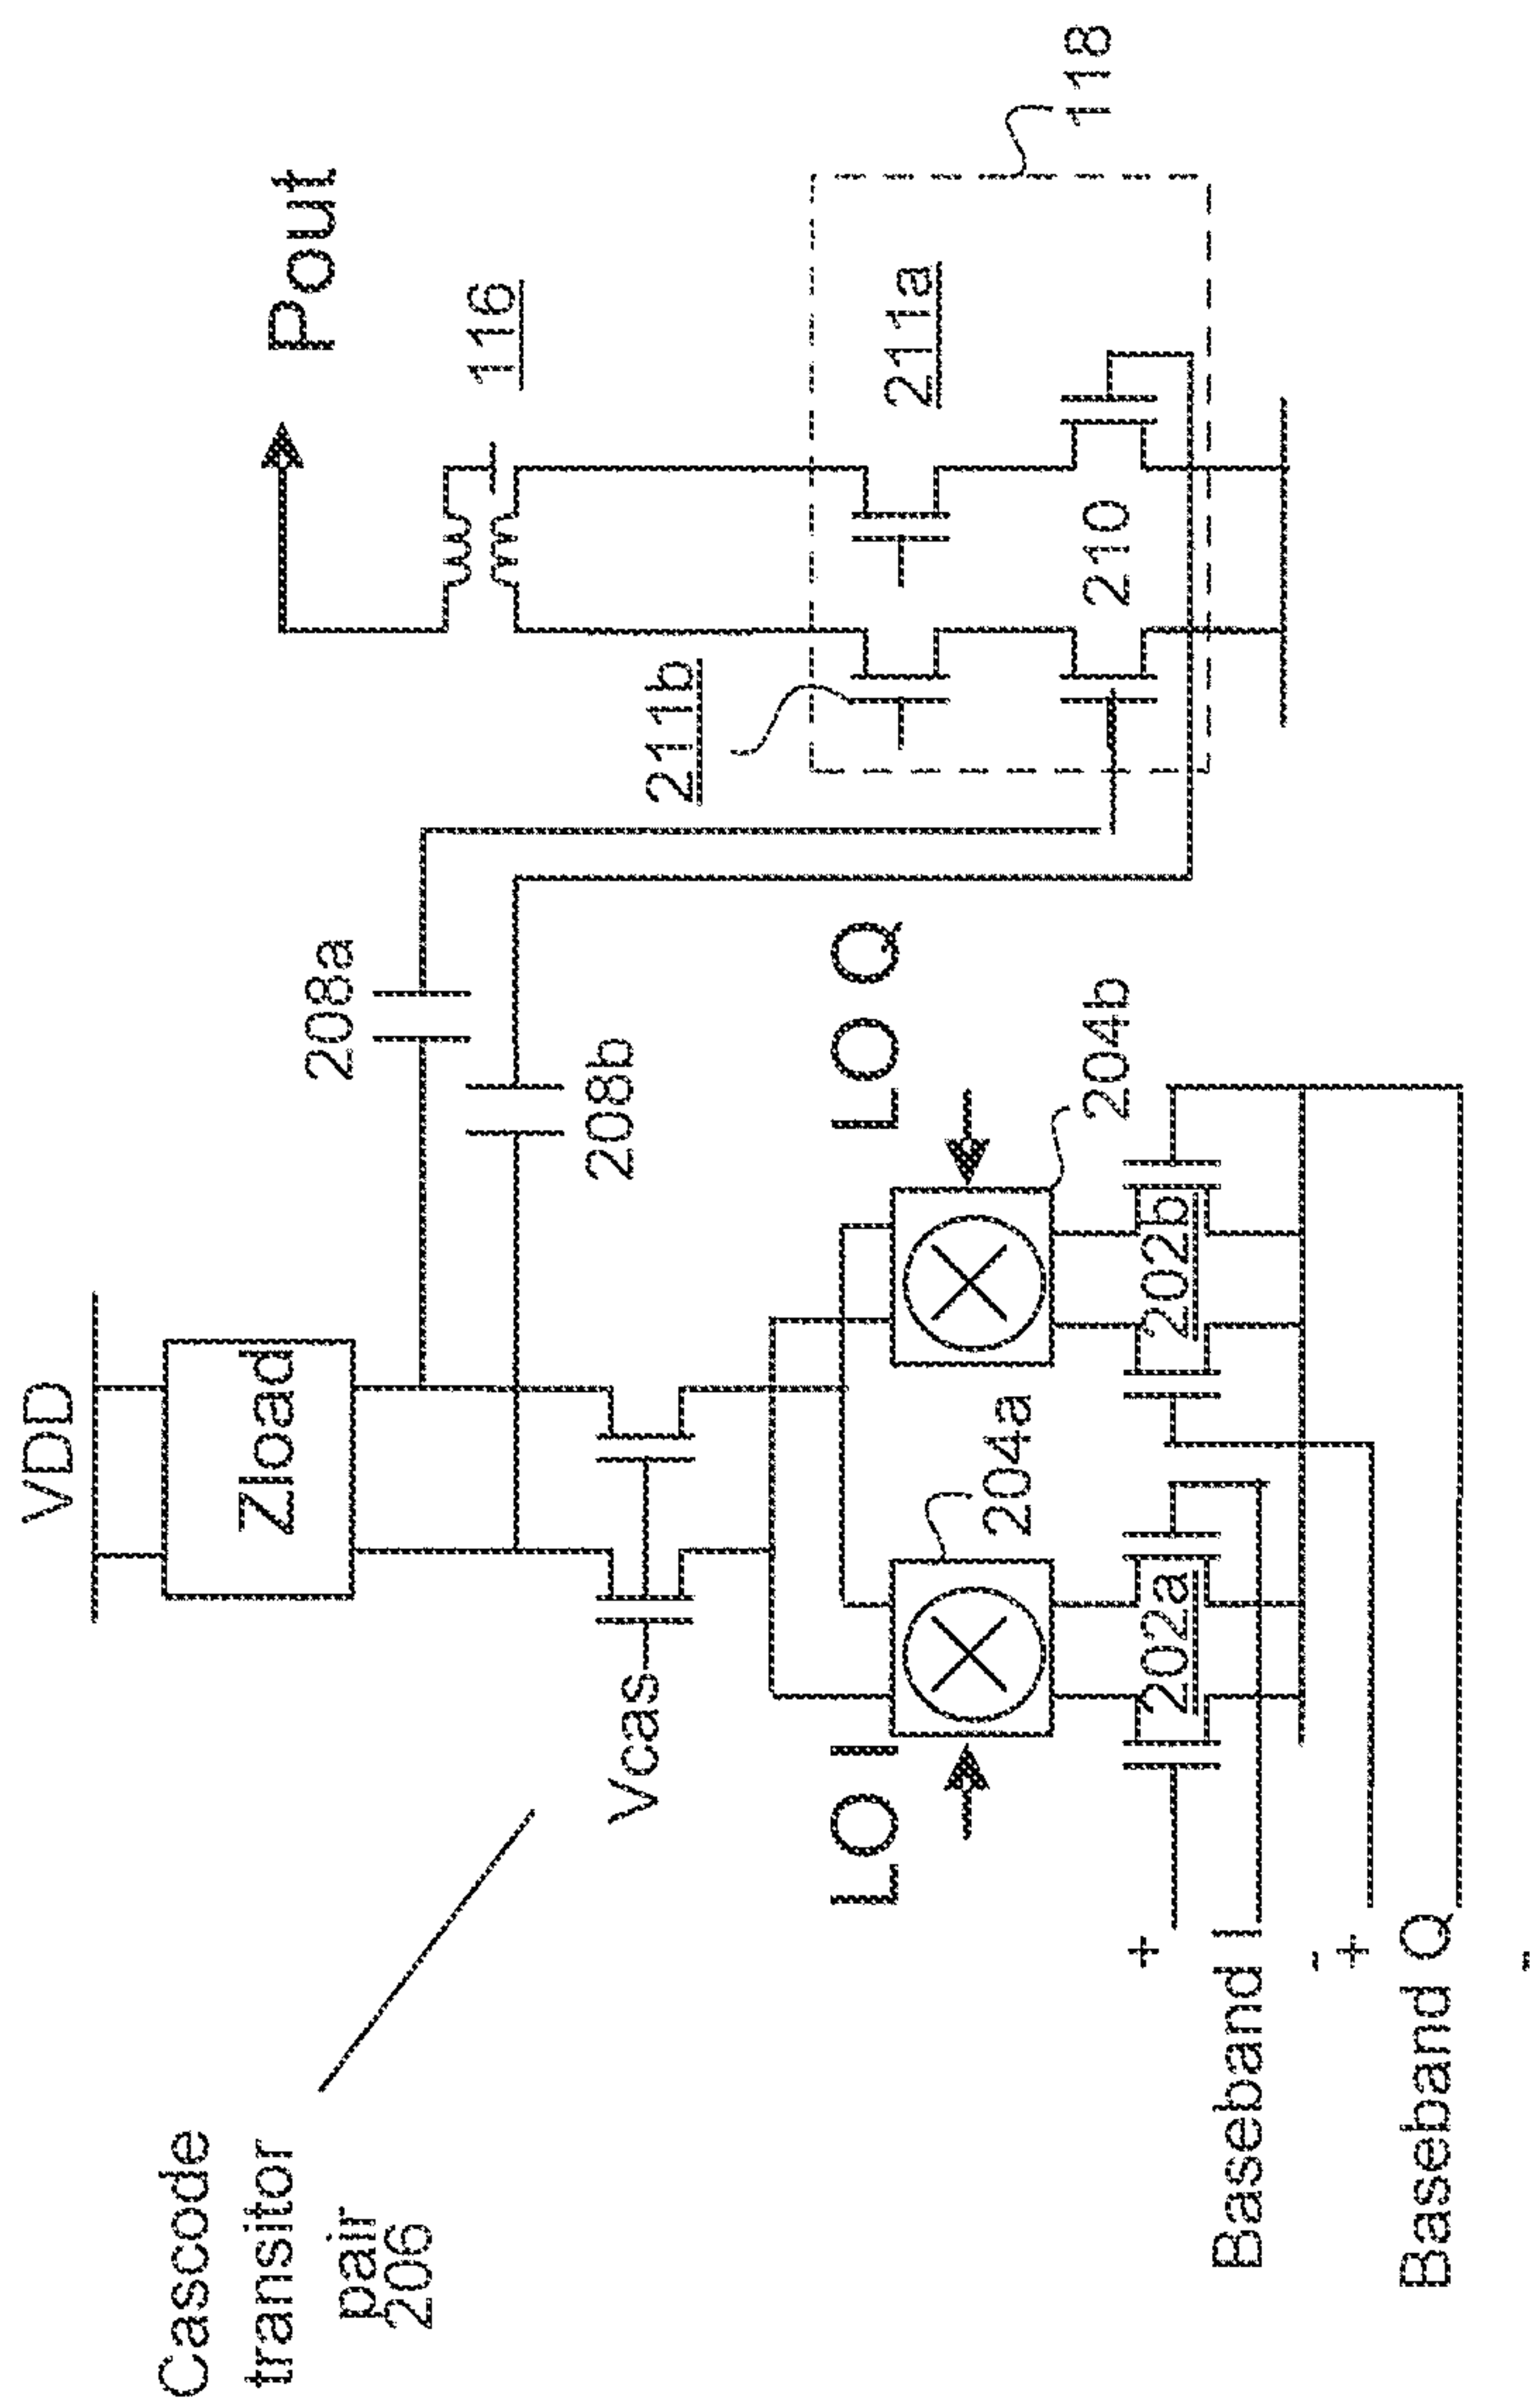 VDD
Pout
Zload
208a
116
208b
211b
211a
118
Cascode
transitor
pair
206
Vcas
LO I
LO Q
210
204a
204b
202a
202b
+
Baseband I
-
+
Baseband Q
-